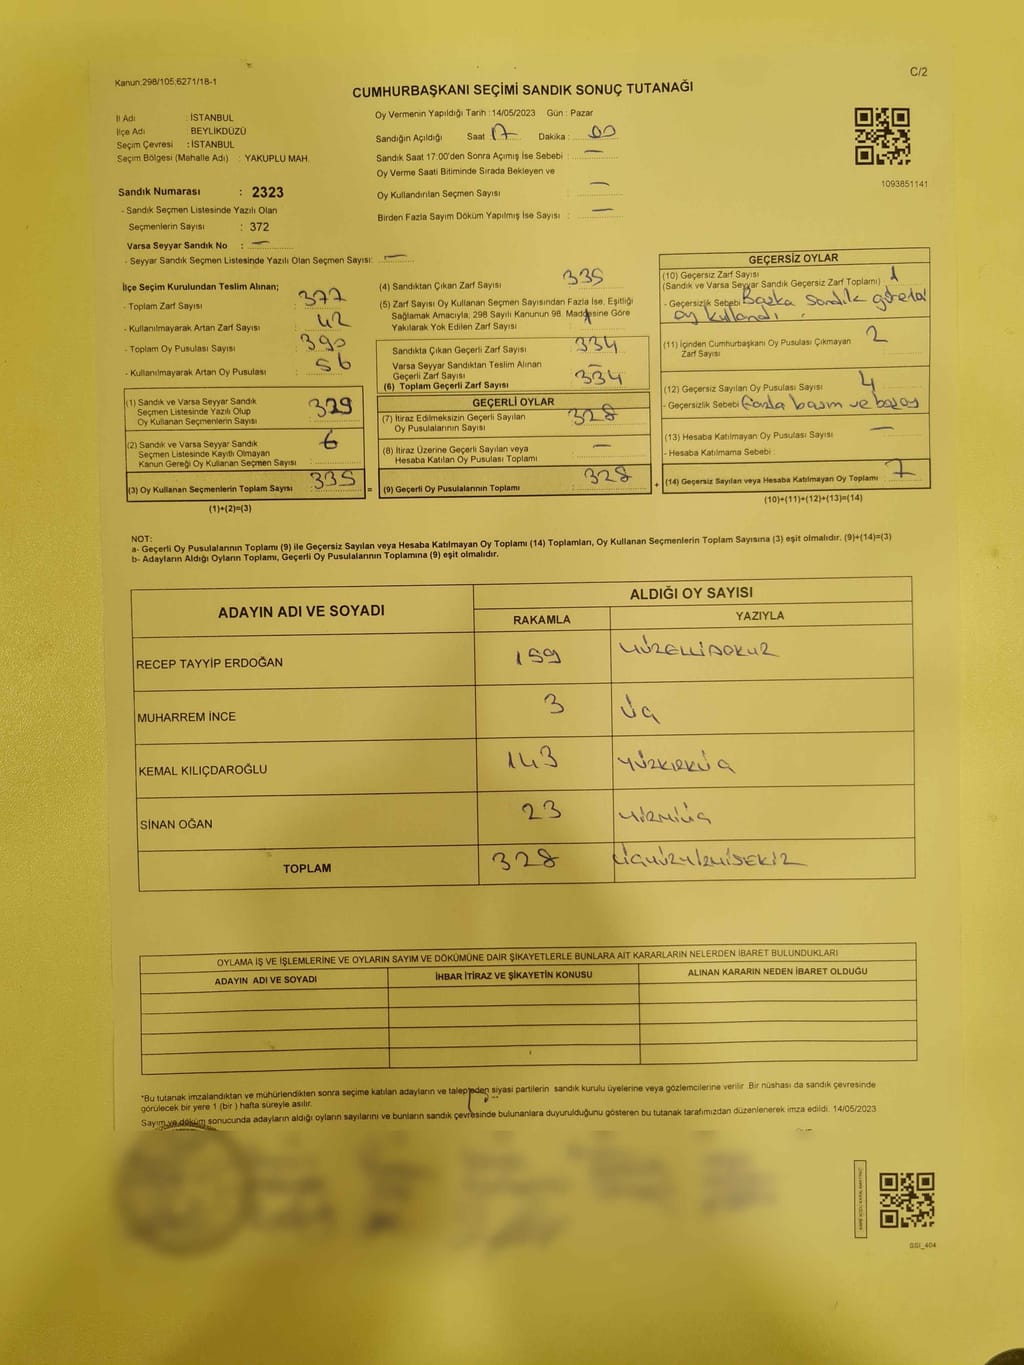 Kanun:298/105;6271/18-1
C/2
CUMHURBAŞKANI SEÇİMİ SANDIK SONUÇ TUTANAĞI
İl Adı : İSTANBUL
İlçe Adı BEYLİKDÜZÜ
Seçim Çevresi : İSTANBUL
Seçim Bölgesi (Mahalle Adı) : YAKUPLU MAH.
Oy Vermenin Yapıldığı Tarih : 14/05/2023 Gün : Pazar
Sandığın Açıldığı Saat 17 Dakika : 00
Sandık Saat 17:00'den Sonra Açımış İse Sebebi : —
Oy Verme Saati Bitiminde Sırada Bekleyen ve
Oy Kullandırılan Seçmen Sayısı : —
Birden Fazla Sayım Döküm Yapılmış İse Sayısı : —
1093851141
Sandık Numarası : 2323
- Sandık Seçmen Listesinde Yazılı Olan
Seçmenlerin Sayısı : 372
Varsa Seyyar Sandık No : —
- Seyyar Sandık Seçmen Listesinde Yazılı Olan Seçmen Sayısı: —
İlçe Seçim Kurulundan Teslim Alınan;
- Toplam Zarf Sayısı : 377
- Kullanılmayarak Artan Zarf Sayısı : 42
- Toplam Oy Pusulası Sayısı : 390
- Kullanılmayarak Artan Oy Pusulası : 56
(1) Sandık ve Varsa Seyyar Sandık
Seçmen Listesinde Yazılı Olup
Oy Kullanan Seçmenlerin Sayısı : 329
(2) Sandık ve Varsa Seyyar Sandık
Seçmen Listesinde Kayıtlı Olmayan
Kanun Gereği Oy Kullanan Seçmen Sayısı : 6
(3) Oy Kullanan Seçmenlerin Toplam Sayısı : 335 =
(1)+(2)=(3)
(4) Sandıktan Çıkan Zarf Sayısı : 335
(5) Zarf Sayısı Oy Kullanan Seçmen Sayısından Fazla İse, Eşitliği
Sağlamak Amacıyla; 298 Sayılı Kanunun 98. Maddesine Göre
Yakılarak Yok Edilen Zarf Sayısı :
Sandıkta Çıkan Geçerli Zarf Sayısı : 334
Varsa Seyyar Sandıktan Teslim Alınan
Geçerli Zarf Sayısı :
(6) Toplam Geçerli Zarf Sayısı : 334
GEÇERLİ OYLAR
(7) İtiraz Edilmeksizin Geçerli Sayılan
Oy Pusulalarının Sayısı : 328
(8) İtiraz Üzerine Geçerli Sayılan veya
Hesaba Katılan Oy Pusulası Toplamı : —
(9) Geçerli Oy Pusulalarının Toplamı : 328 +
GEÇERSİZ OYLAR
(10) Geçersiz Zarf Sayısı
(Sandık ve Varsa Seyyar Sandık Geçersiz Zarf Toplamı) : 1
- Geçersizlik Sebebi : Başka sandık görevlisi
oy kullandı.
(11) İçinden Cumhurbaşkanı Oy Pusulası Çıkmayan
Zarf Sayısı 2
(12) Geçersiz Sayılan Oy Pusulası Sayısı : 4
- Geçersizlik Sebebi Fazla basım ve
(13) Hesaba Katılmayan Oy Pusulası Sayısı : —
- Hesaba Katılmama Sebebi :
(14) Geçersiz Sayılan veya Hesaba Katılmayan Oy Toplamı : 7
(10)+(11)+(12)+(13)=(14)
NOT:
a- Geçerli Oy Pusulalarının Toplamı (9) ile Geçersiz Sayılan veya Hesaba Katılmayan Oy Toplamı (14) Toplamları, Oy Kullanan Seçmenlerin Toplam Sayısına (3) eşit olmalıdır. (9)+(14)=(3)
b- Adayların Aldığı Oyların Toplamı, Geçerli Oy Pusulalarının Toplamına (9) eşit olmalıdır.
ADAYIN ADI VE SOYADI
ALDIĞI OY SAYISI
RAKAMLA YAZIYLA
RECEP TAYYİP ERDOĞAN 159 YÜZELLİDOKUZ
MUHARREM İNCE 3 ÜÇ
KEMAL KILIÇDAROĞLU 143 YÜZKIRKÜÇ
SİNAN OĞAN 23 YİRMİÜÇ
TOPLAM 328 ÜÇYÜZYİRMİSEKİZ
OYLAMA İŞ VE İŞLEMLERİNE VE OYLARIN SAYIM VE DÖKÜMÜNE DAİR ŞİKAYETLERLE BUNLARA AİT KARARLARIN NELERDEN İBARET BULUNDUKLARI
ADAYIN ADI VE SOYADI İHBAR İTİRAZ VE ŞİKAYETİN KONUSU ALINAN KARARIN NEDEN İBARET OLDUĞU
*Bu tutanak imzalandıktan ve mühürlendikten sonra seçime katılan adayların ve talepteden siyasi partilerin sandık kurulu üyelerine veya gözlemcilerine verilir .Bir nüshası da sandık çevresinde
görülecek bir yere 1 (bir ) hafta süreyle asılır.
Sayım ve döküm sonucunda adayların aldığı oyların sayılarını ve bunların sandık çevresinde bulunanlara duyurulduğunu gösteren bu tutanak tarafımızdan düzenlenerek imza edildi. 14/05/2023
SSI_404